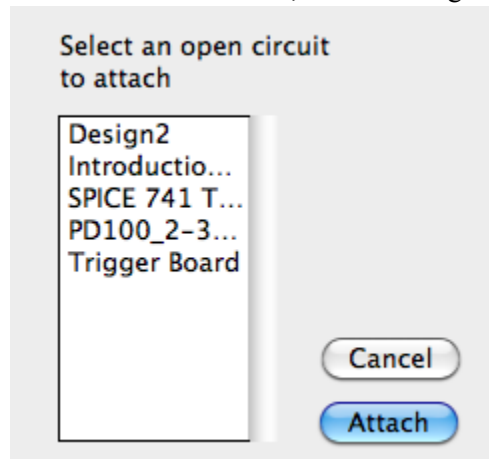 Select an open circuit
to attach
Design2
Introductio...
SPICE 741 T...
PD100_2-3...
Trigger Board
Cancel
Attach